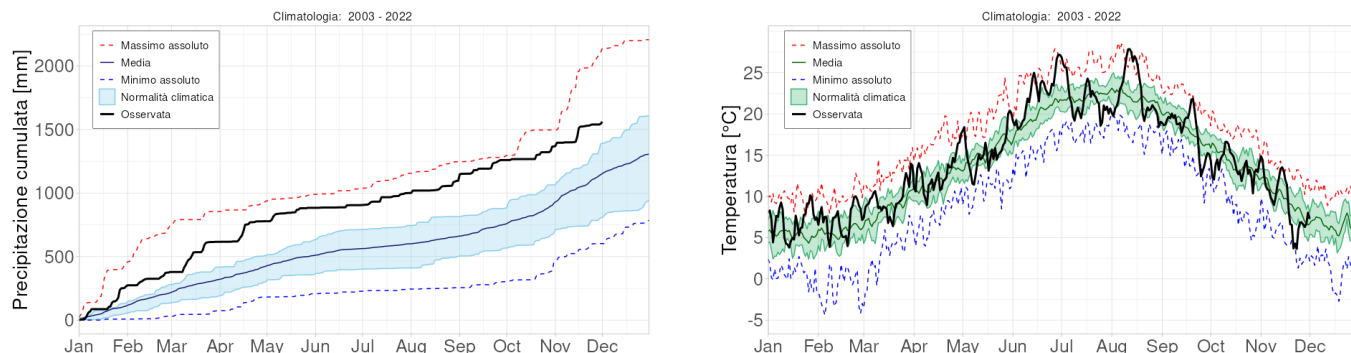 Climatologia: 2003 - 2022
Precipitazione cumulata [mm]
Massimo assoluto
Media
Minimo assoluto
Normalità climatica
Osservata
2000
1500
1000
500
0
Jan Feb Mar Apr May Jun Jul Aug Sep Oct Nov Dec
Climatologia: 2003 - 2022
Temperatura [°C]
Massimo assoluto
Media
Minimo assoluto
Normalità climatica
Osservata
25
20
15
10
5
0
-5
Jan Feb Mar Apr May Jun Jul Aug Sep Oct Nov Dec